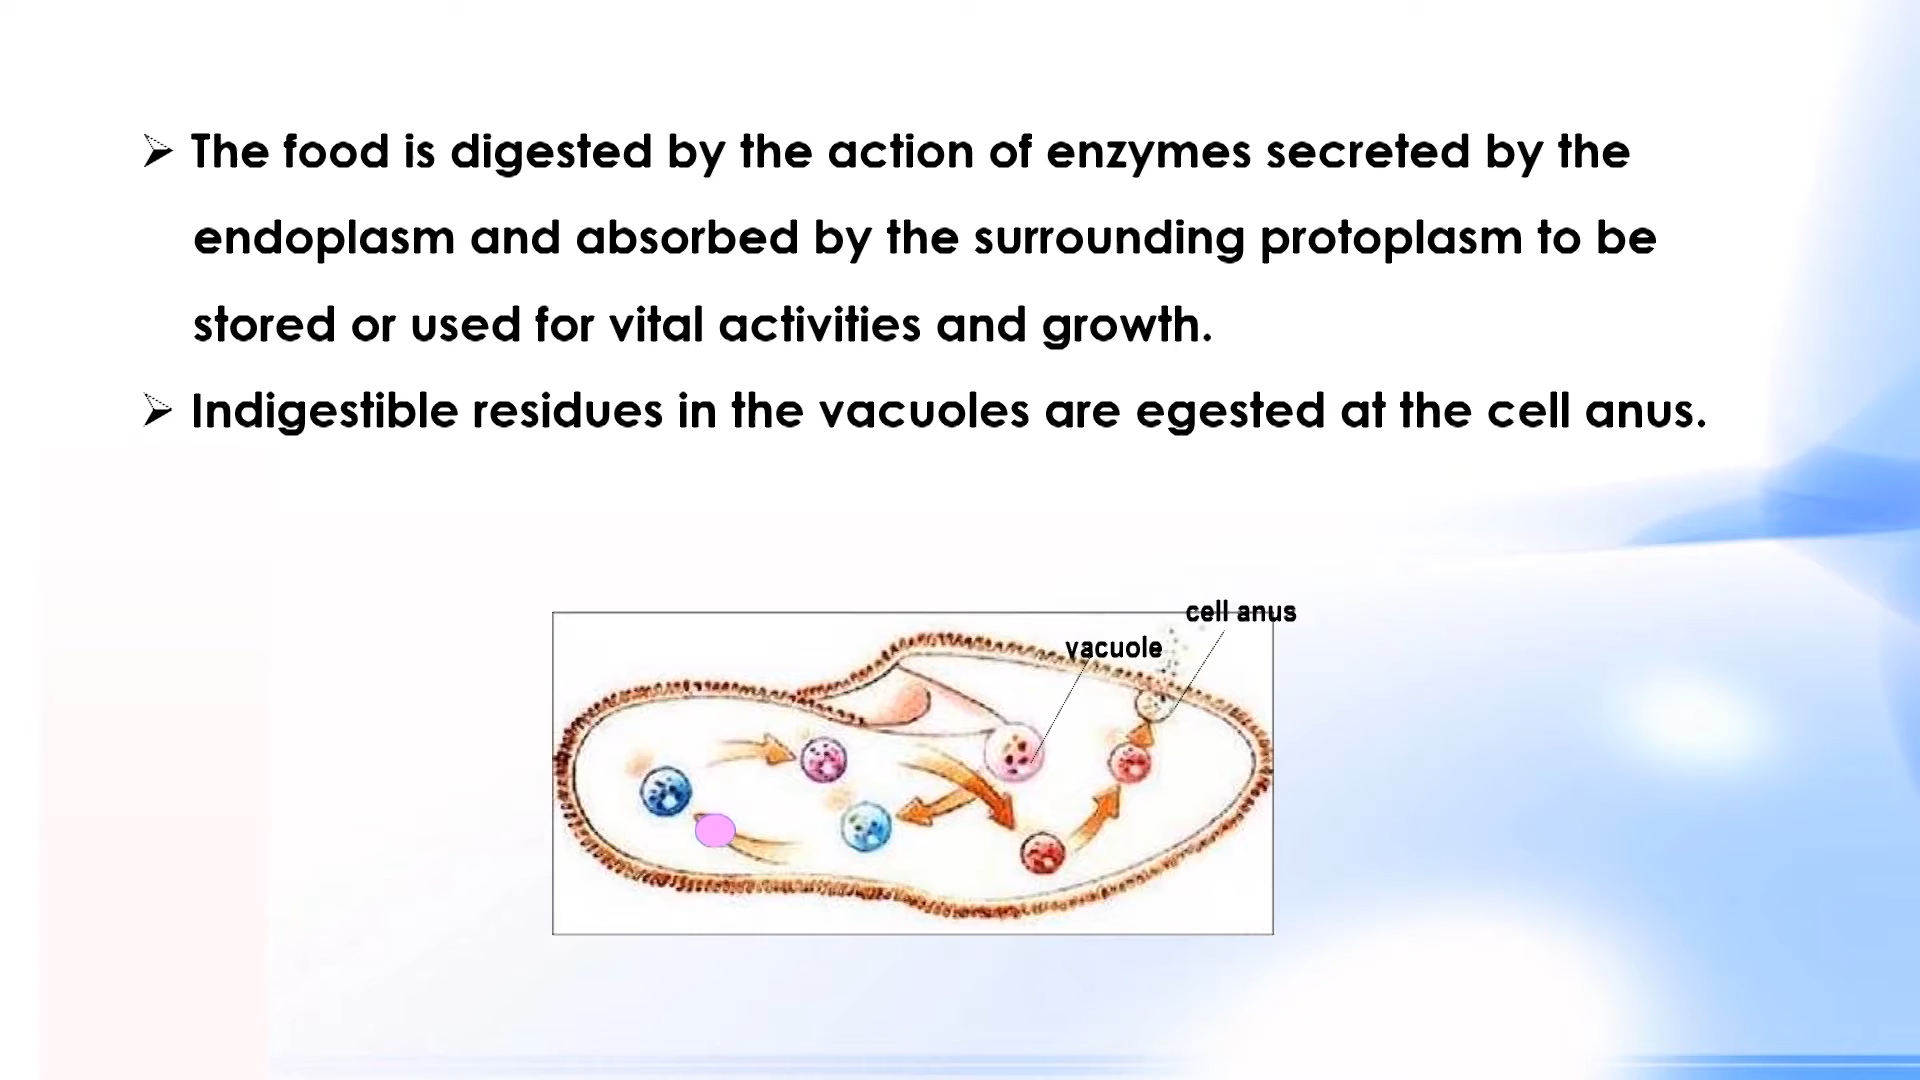 ➢ The food is digested by the action of enzymes secreted by the
endoplasm and absorbed by the surrounding protoplasm to be
stored or used for vital activities and growth.
➢ Indigestible residues in the vacuoles are egested at the cell anus.
cell anus
vacuole